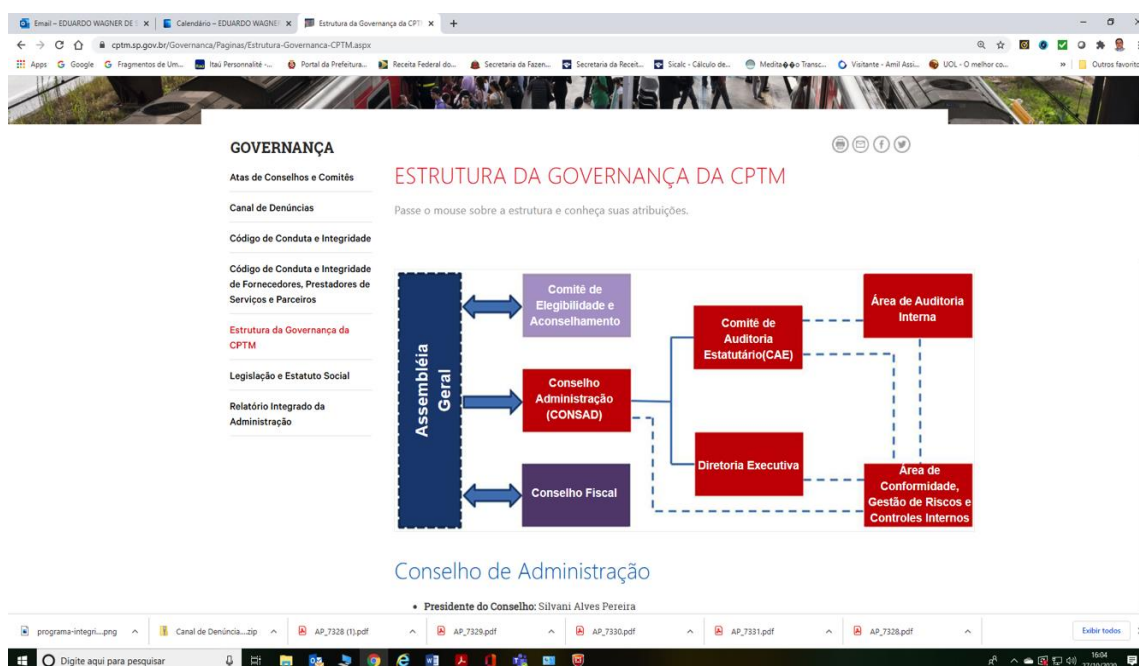 Email – EDUARDO WAGNER DE S
Calendário – EDUARDO WAGNER
Estrutura da Governança da CPTM
cptm.sp.gov.br/Governanca/Paginas/Estrutura-Governanca-CPTM.aspx
Apps
Google
Fragmentos de Um...
Itaú Personnalité -...
Portal da Prefeitura...
Receita Federal do...
Secretaria da Fazen...
Secretaria da Receit...
Sicalc - Cálculo de...
Medita��o Transc...
Visitante - Amil Assi...
UOL - O melhor co...
»
Outros favoritos
GOVERNANÇA
Atas de Conselhos e Comitês
Canal de Denúncias
Código de Conduta e Integridade
Código de Conduta e Integridade
de Fornecedores, Prestadores de
Serviços e Parceiros
Estrutura da Governança da
CPTM
Legislação e Estatuto Social
Relatório Integrado da
Administração
ESTRUTURA DA GOVERNANÇA DA CPTM
Passe o mouse sobre a estrutura e conheça suas atribuições.
Assembléia
Geral
Comitê de
Elegibilidade e
Aconselhamento
Conselho
Administração
(CONSAD)
Conselho Fiscal
Comitê de
Auditoria
Estatutário(CAE)
Diretoria Executiva
Área de Auditoria
Interna
Área de
Conformidade,
Gestão de Riscos e
Controles Internos
Conselho de Administração
• Presidente do Conselho: Silvani Alves Pereira
programa-integri....png
Canal de Denúncia....zip
AP_7328 (1).pdf
AP_7329.pdf
AP_7330.pdf
AP_7331.pdf
AP_7328.pdf
Exibir todos
Digite aqui para pesquisar
16:04
27/10/2020